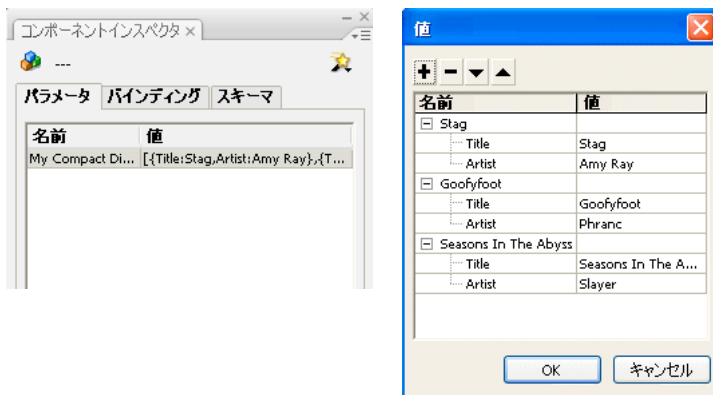 コンポーネントインスペクタ ×
---
パラメータ バインディング スキーマ
名前 値
My Compact Di... [{Title:Stag,Artist:Amy Ray},{T...
値
名前 値
Stag
Title Stag
Artist Amy Ray
Goofyfoot
Title Goofyfoot
Artist Phranc
Seasons In The Abyss
Title Seasons In The A...
Artist Slayer
OK キャンセル